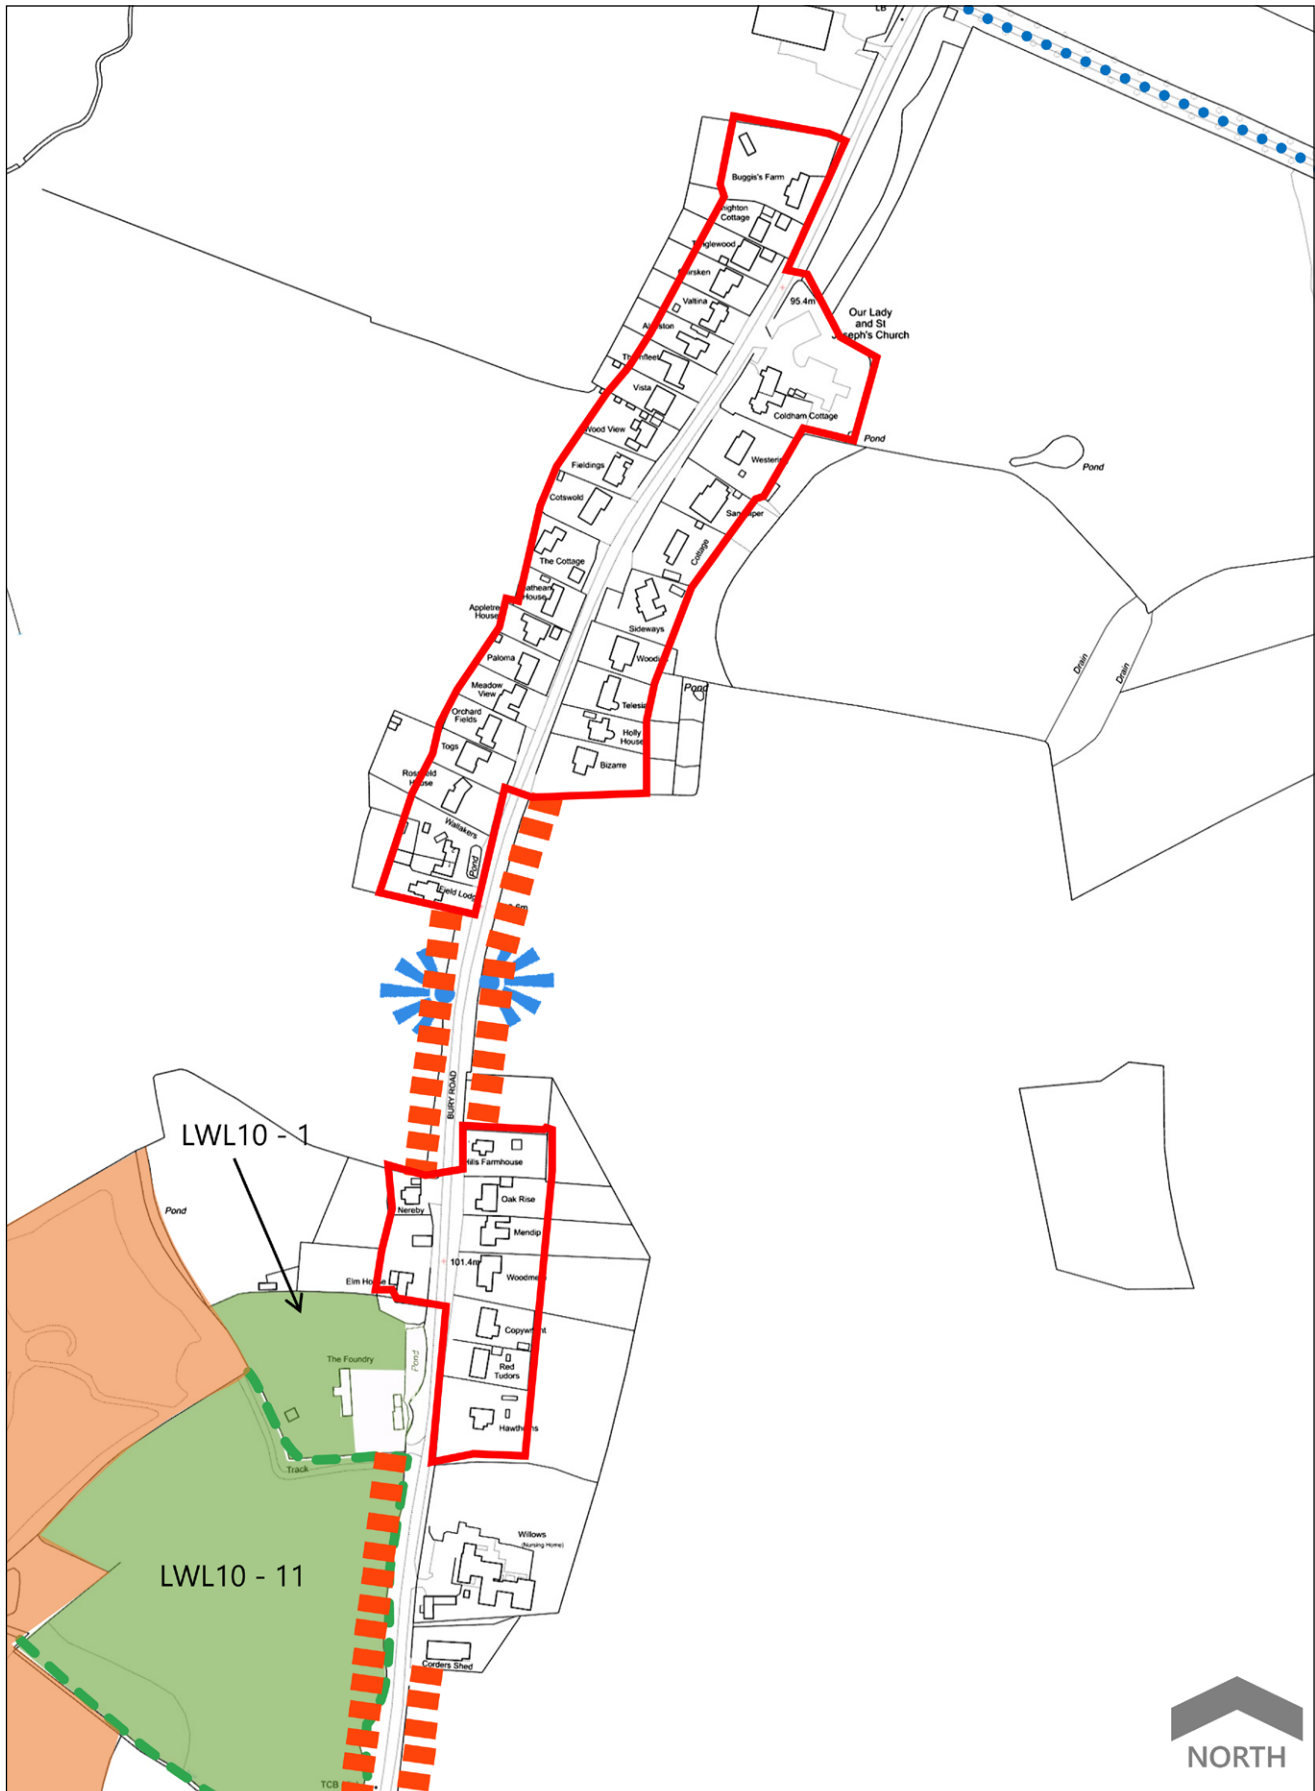 LB
Buggis's Farm
Cottage
95.4m
Our Lady
and St
Valtina
Vista
Coldham Cottage
Wood View
Pond
Pond
Fieldings
Cotswold
Cottage
The Cottage
House
House
Sideways
Drain
Drain
Paloma
Meadow
View
Pond
Orchard
Fields
Holly
House
Togs
Bizarre
Wallakers
Pond
Field Lodge
BURY ROAD
LWL10 - 1
Hills Farmhouse
Pond
Oak Rise
Nereby
Mendip
101.4m
Elm House
The Foundry
Pond
Red
Tudors
Track
Willows
(Nursing Home)
LWL10 - 11
Corders Shed
TCB
NORTH